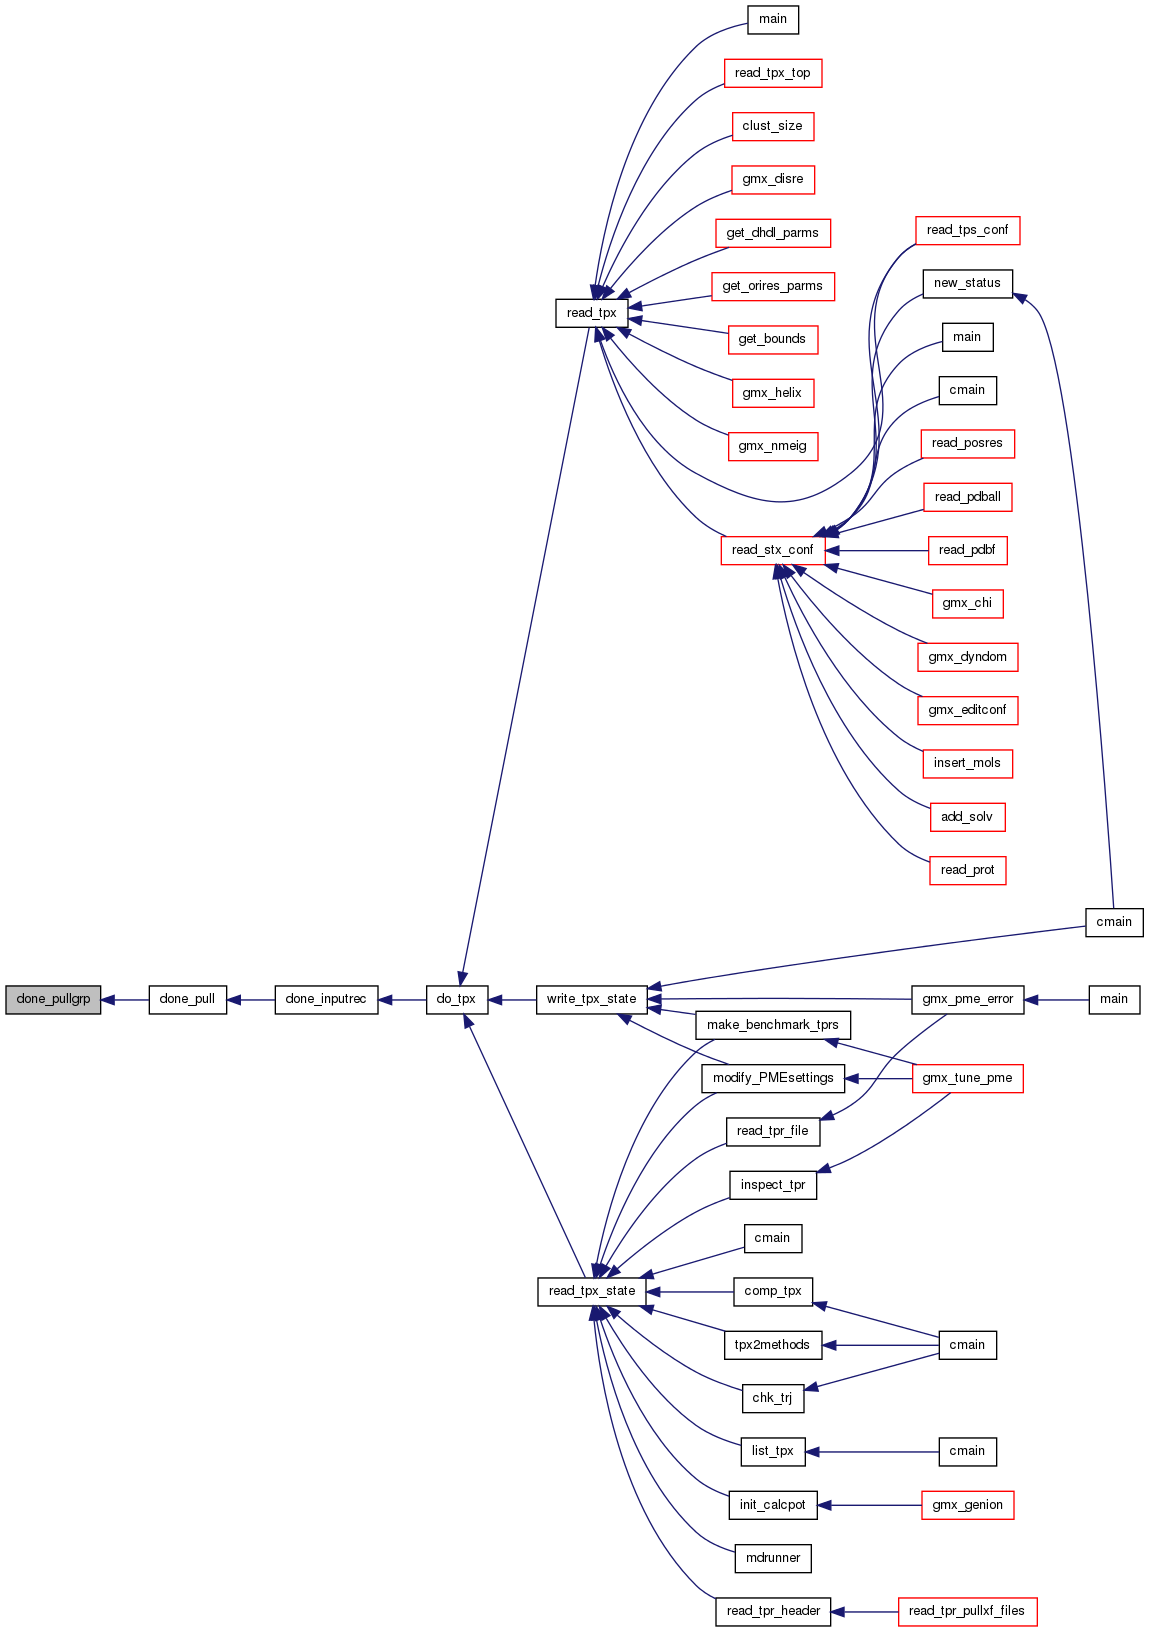 main
read_tpx_top
clust_size
gmx_disre
get_dhdl_parms
get_orires_parms
read_tpx
get_bounds
gmx_helix
gmx_nmeig
read_tps_conf
new_status
main
cmain
read_posres
read_pdball
read_stx_conf
read_pdbf
gmx_chi
gmx_dyndom
gmx_editconf
insert_mols
add_solv
read_prot
cmain
done_pullgrp
done_pull
done_inputrec
do_tpx
write_tpx_state
gmx_pme_error
main
make_benchmark_tprs
modify_PMEsettings
gmx_tune_pme
read_tpr_file
inspect_tpr
cmain
read_tpx_state
comp_tpx
tpx2methods
cmain
chk_trj
list_tpx
cmain
init_calcpot
gmx_genion
mdrunner
read_tpr_header
read_tpr_pullxf_files